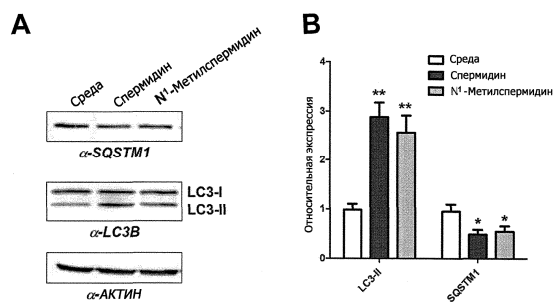 A
Среда
Спермидин
N¹-Метилспермидин
α-SQSTM1
LC3-I
LC3-II
α-LC3B
α-АКТИН
B
Среда
Спермидин
N¹-Метилспермидин
Относительная экспрессия
4
3
2
1
0
**
**
*
*
LC3-II
SQSTM1